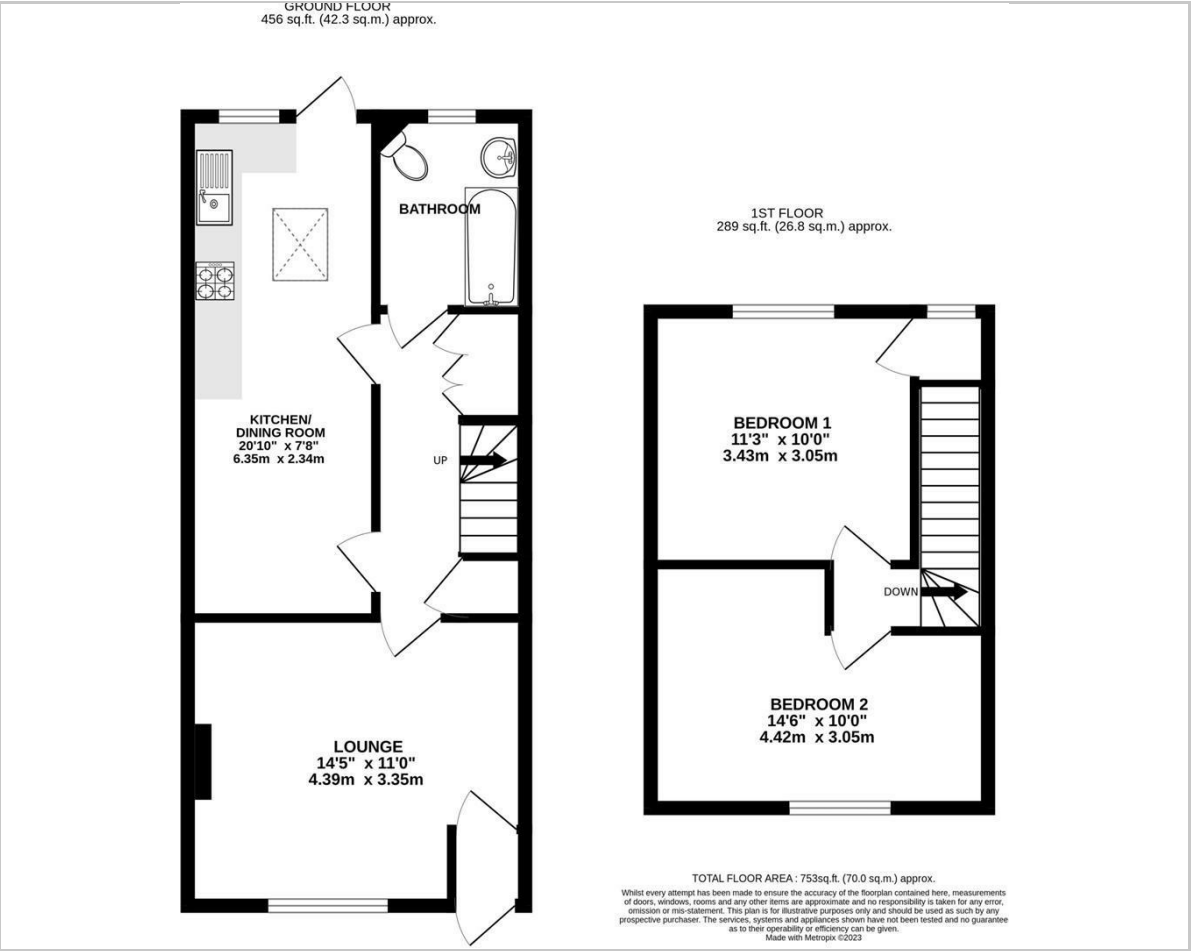 GROUND FLOOR
456 sq.ft. (42.3 sq.m.) approx.
BATHROOM
KITCHEN/
DINING ROOM
20'10" x 7'8"
6.35m x 2.34m
UP
LOUNGE
14'5" x 11'0"
4.39m x 3.35m
1ST FLOOR
289 sq.ft. (26.8 sq.m.) approx.
BEDROOM 1
11'3" x 10'0"
3.43m x 3.05m
DOWN
BEDROOM 2
14'6" x 10'0"
4.42m x 3.05m
TOTAL FLOOR AREA : 753sq.ft. (70.0 sq.m.) approx.
Whilst every attempt has been made to ensure the accuracy of the floorplan contained here, measurements
of doors, windows, rooms and any other items are approximate and no responsibility is taken for any error,
omission or mis-statement. This plan is for illustrative purposes only and should be used as such by any
prospective purchaser. The services, systems and appliances shown have not been tested and no guarantee
as to their operability or efficiency can be given.
Made with Metropix ©2023